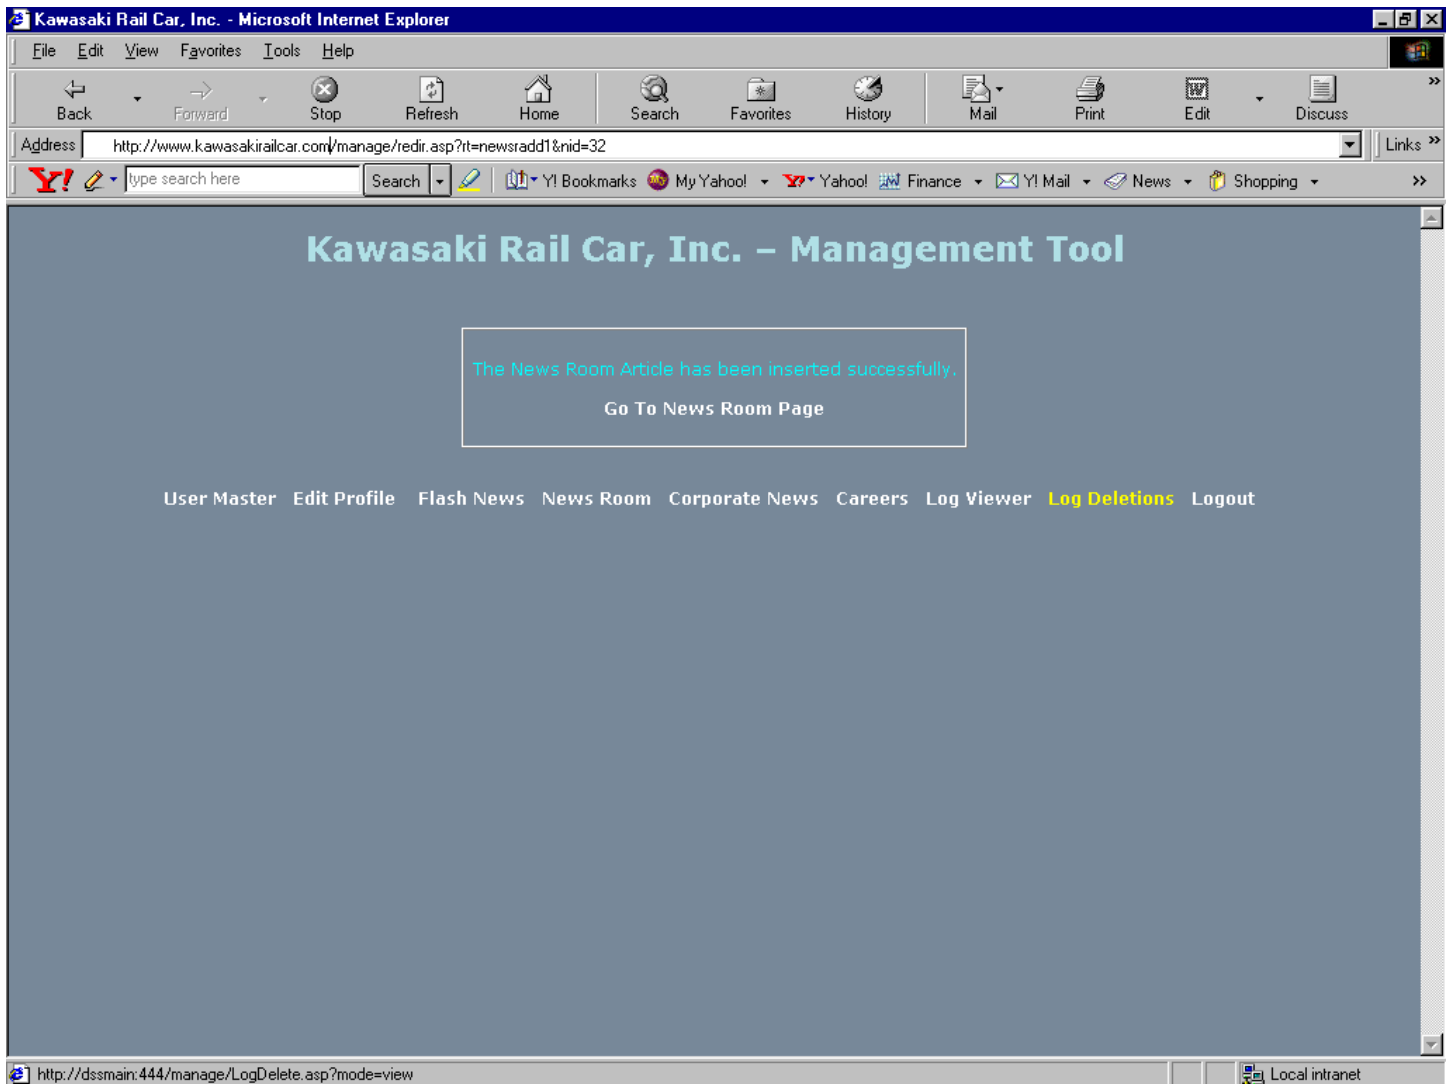 Kawasaki Rail Car, Inc. - Microsoft Internet Explorer
File Edit View Favorites Tools Help
Back Forward Stop Refresh Home Search Favorites History Mail Print Edit Discuss »
Address http://www.kawasakirailcar.com/manage/redir.asp?rt=newsradd1&nid=32 Links »
Y! type search here Search Y! Bookmarks My Yahoo! Y? Yahoo! Finance Y! Mail News Shopping »
Kawasaki Rail Car, Inc. – Management Tool
The News Room Article has been inserted successfully.
Go To News Room Page
User Master Edit Profile Flash News News Room Corporate News Careers Log Viewer Log Deletions Logout
http://dssmain:444/manage/LogDelete.asp?mode=view Local intranet